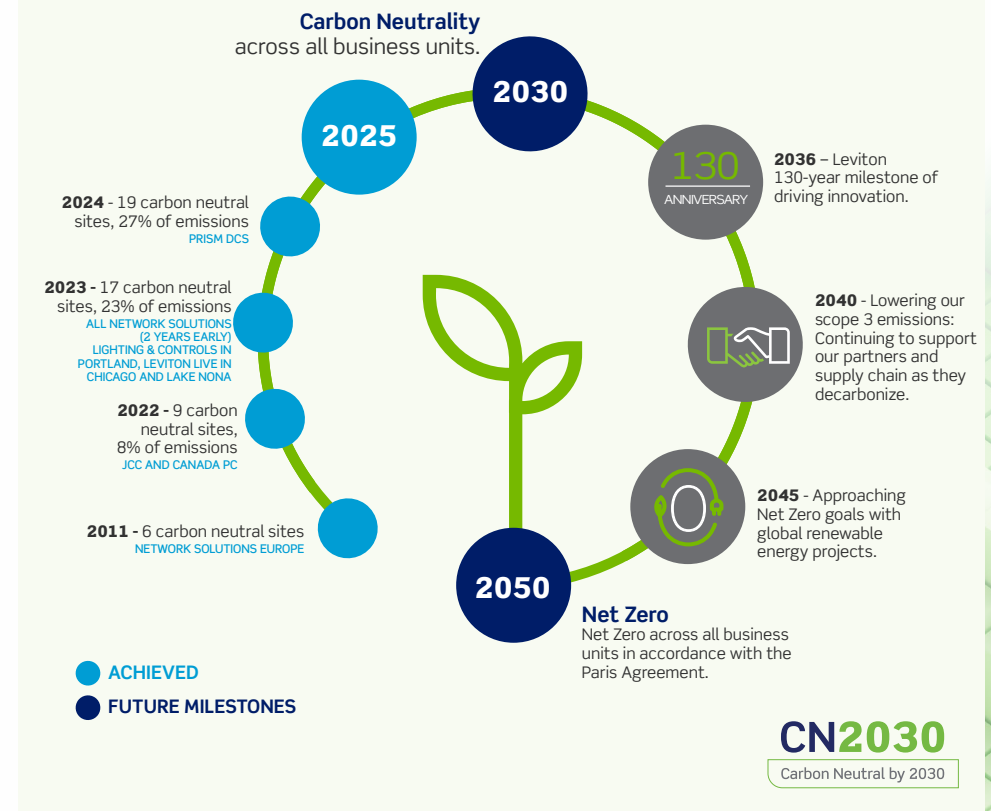 Carbon Neutrality
across all business units.
2030
2025
130
ANNIVERSARY
2036 – Leviton
130-year milestone of
driving innovation.
2024 - 19 carbon neutral
sites, 27% of emissions
PRISM DCS
2023 - 17 carbon neutral
sites, 23% of emissions
ALL NETWORK SOLUTIONS
(2 YEARS EARLY)
LIGHTING & CONTROLS IN
PORTLAND, LEVITON LIVE IN
CHICAGO AND LAKE NONA
2040 - Lowering our
scope 3 emissions:
Continuing to support
our partners and
supply chain as they
decarbonize.
2022 - 9 carbon
neutral sites,
8% of emissions
JCC AND CANADA PC
2011 - 6 carbon neutral sites
NETWORK SOLUTIONS EUROPE
0
2045 - Approaching
Net Zero goals with
global renewable
energy projects.
2050
Net Zero
Net Zero across all business
units in accordance with the
Paris Agreement.
ACHIEVED
FUTURE MILESTONES
CN2030
Carbon Neutral by 2030